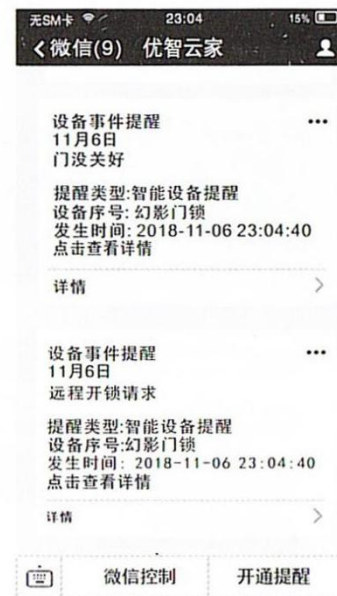 无SM卡 23:04 15%
微信(9) 优智云家
设备事件提醒
11月6日
门没关好
提醒类型:智能设备提醒
设备序号: 幻影门锁
发生时间: 2018-11-06 23:04:40
点击查看详情
详情
设备事件提醒
11月6日
远程开锁请求
提醒类型:智能设备提醒
设备序号:幻影门锁
发生时间: 2018-11-06 23:04:40
点击查看详情
详情
微信控制 开通提醒